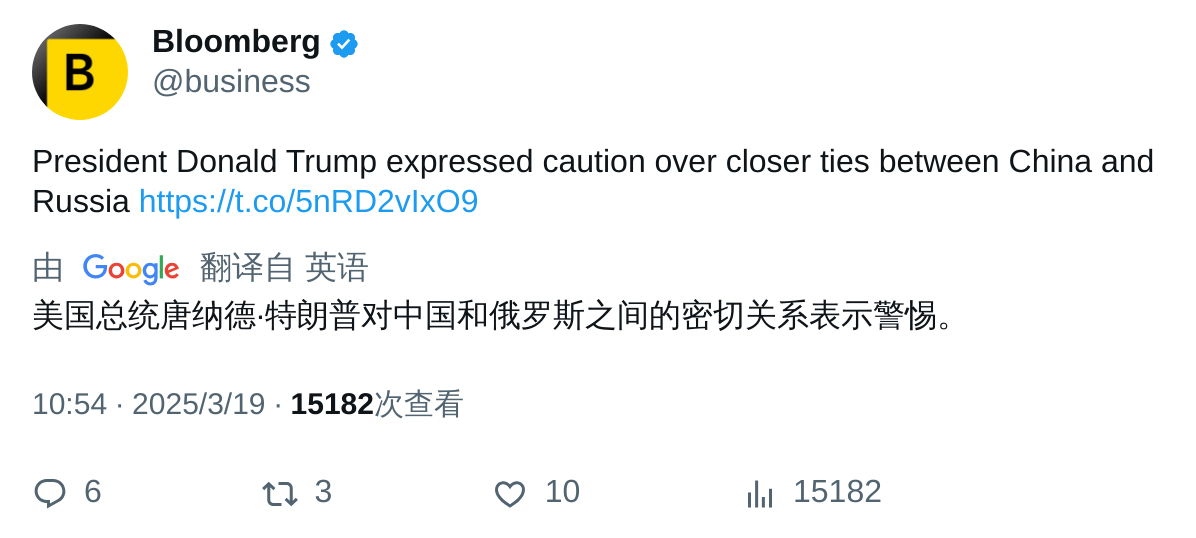 B
Bloomberg
@business
President Donald Trump expressed caution over closer ties between China and
Russia https://t.co/5nRD2vIxO9
由 Google 翻译自 英语
美国总统唐纳德·特朗普对中国和俄罗斯之间的密切关系表示警惕。
10:54 · 2025/3/19 · 15182次查看
6 3 10 15182